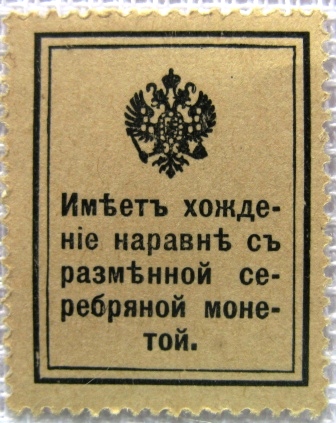 Имѣетъ хожде-
ніе наравнѣ съ
размѣнной се-
ребряной моне-
той.